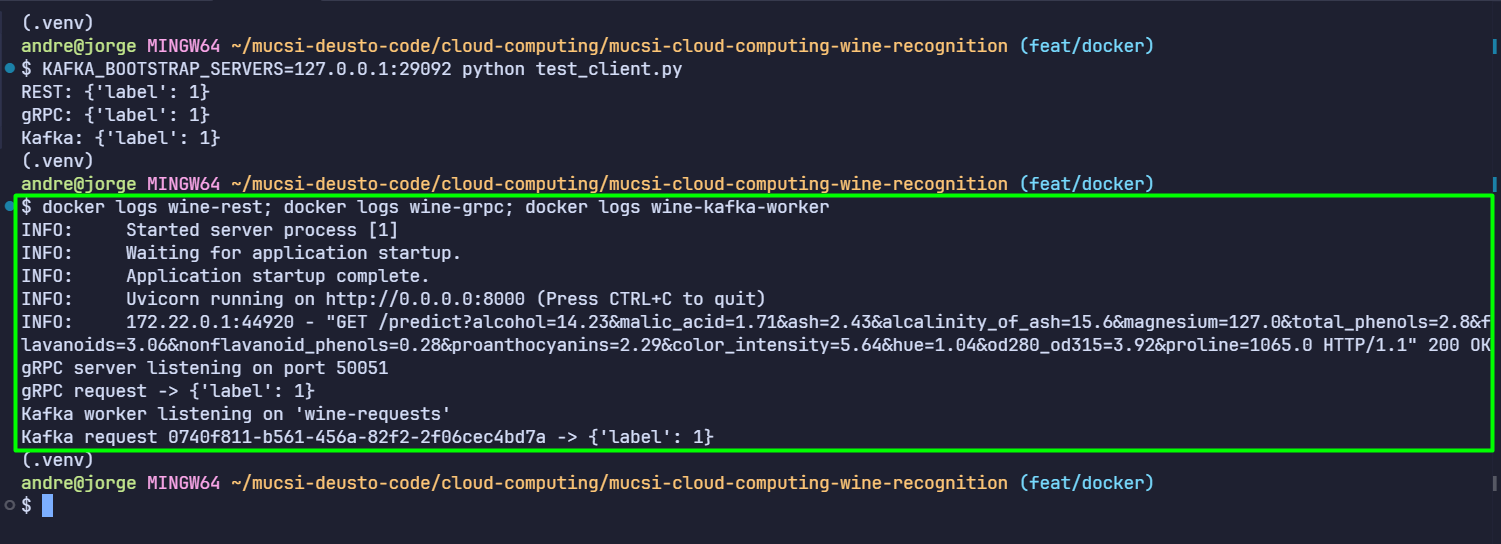 (.venv)
andre@jorge MINGW64 ~/mucsi-deusto-code/cloud-computing/mucsi-cloud-computing-wine-recognition (feat/docker)
$ KAFKA_BOOTSTRAP_SERVERS=127.0.0.1:29092 python test_client.py
REST: {'label': 1}
gRPC: {'label': 1}
Kafka: {'label': 1}
(.venv)
andre@jorge MINGW64 ~/mucsi-deusto-code/cloud-computing/mucsi-cloud-computing-wine-recognition (feat/docker)
$ docker logs wine-rest; docker logs wine-grpc; docker logs wine-kafka-worker
INFO:     Started server process [1]
INFO:     Waiting for application startup.
INFO:     Application startup complete.
INFO:     Uvicorn running on http://0.0.0.0:8000 (Press CTRL+C to quit)
INFO:     172.22.0.1:44920 - "GET /predict?alcohol=14.23&malic_acid=1.71&ash=2.43&alcalinity_of_ash=15.6&magnesium=127.0&total_phenols=2.8&f
lavanoids=3.06&nonflavanoid_phenols=0.28&proanthocyanins=2.29&color_intensity=5.64&hue=1.04&od280_od315=3.92&proline=1065.0 HTTP/1.1" 200 OK
gRPC server listening on port 50051
gRPC request -> {'label': 1}
Kafka worker listening on 'wine-requests'
Kafka request 0740f811-b561-456a-82f2-2f06cec4bd7a -> {'label': 1}
(.venv)
andre@jorge MINGW64 ~/mucsi-deusto-code/cloud-computing/mucsi-cloud-computing-wine-recognition (feat/docker)
$